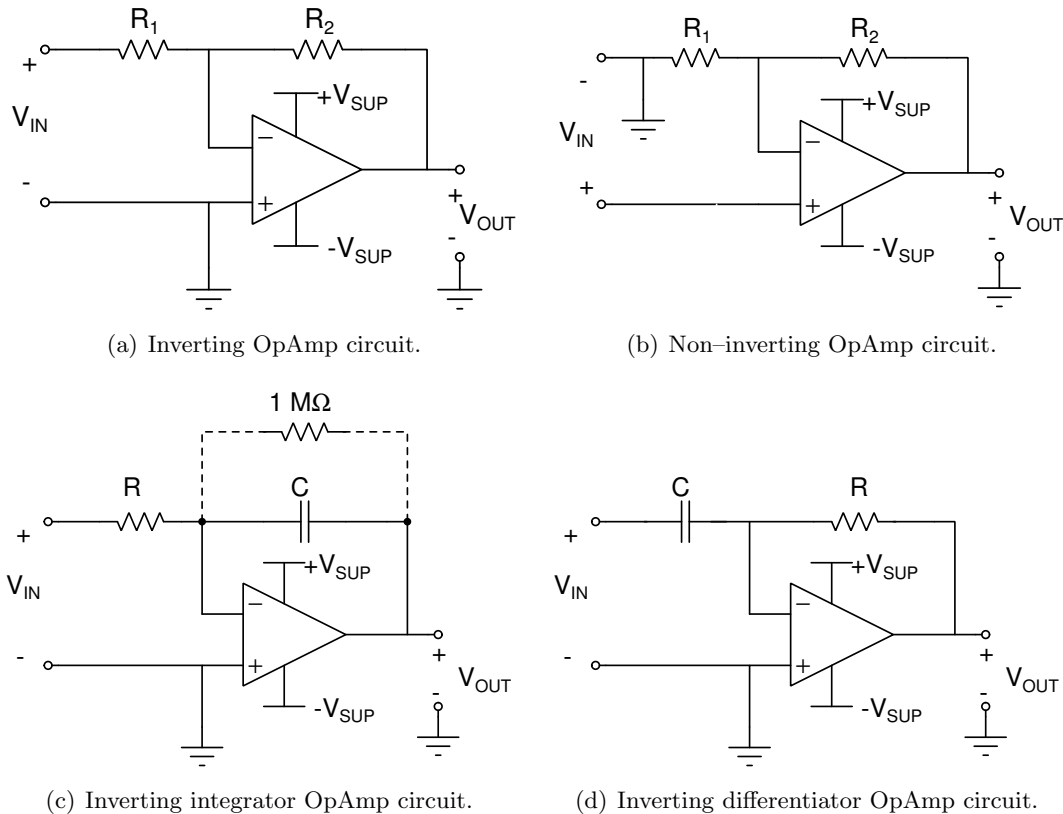 R1 R2
+
+VSUP
VIN
−
-
+
+
-VSUP
VOUT
-
(a) Inverting OpAmp circuit.
R1 R2
-
+VSUP
VIN
−
+
+
+
-VSUP
VOUT
-
(b) Non–inverting OpAmp circuit.
1 MΩ
R C
+
+VSUP
VIN
−
-
+
+
-VSUP
VOUT
-
(c) Inverting integrator OpAmp circuit.
C R
+
+VSUP
VIN
−
-
+
+
-VSUP
VOUT
-
(d) Inverting differentiator OpAmp circuit.